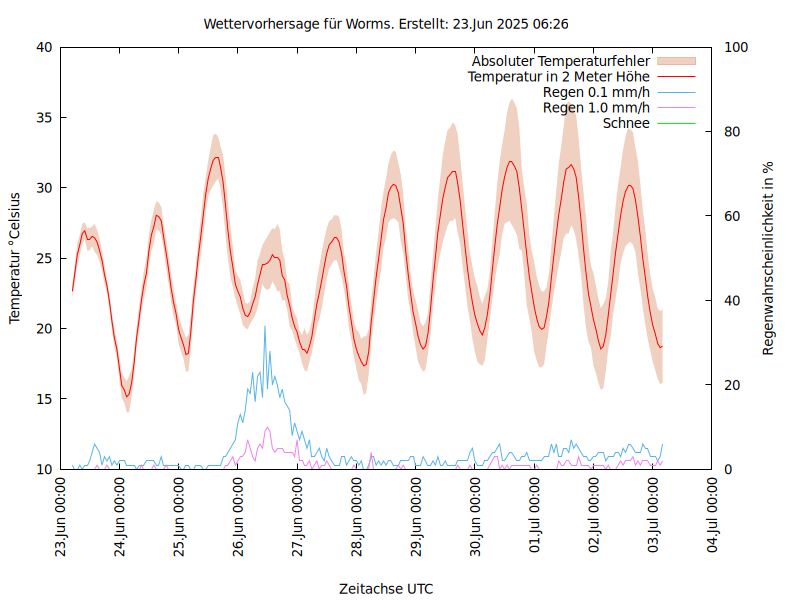 Wettervorhersage für Worms. Erstellt: 23.Jun 2025 06:26
Absoluter Temperaturfehler
Temperatur in 2 Meter Höhe
Regen 0.1 mm/h
Regen 1.0 mm/h
Schnee
40
35
30
25
20
15
10
100
80
60
40
20
0
Temperatur °Celsius
Regenwahrscheinlichkeit in %
23.Jun 00:00
24.Jun 00:00
25.Jun 00:00
26.Jun 00:00
27.Jun 00:00
28.Jun 00:00
29.Jun 00:00
30.Jun 00:00
01.Jul 00:00
02.Jul 00:00
03.Jul 00:00
04.Jul 00:00
Zeitachse UTC